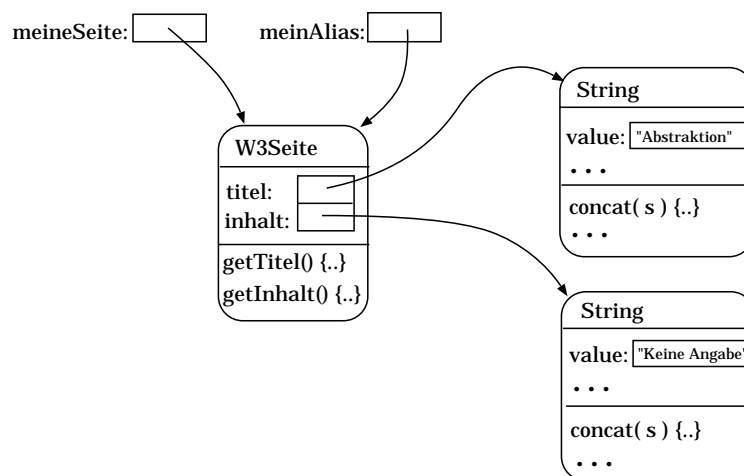 meineSeite:
meinAlias:
W3Seite
titel:
inhalt:
getTitel() {..}
getInhalt() {..}
String
value: "Abstraktion"
...
concat( s ) {..}
...
String
value: "Keine Angabe"
...
concat( s ) {..}
...